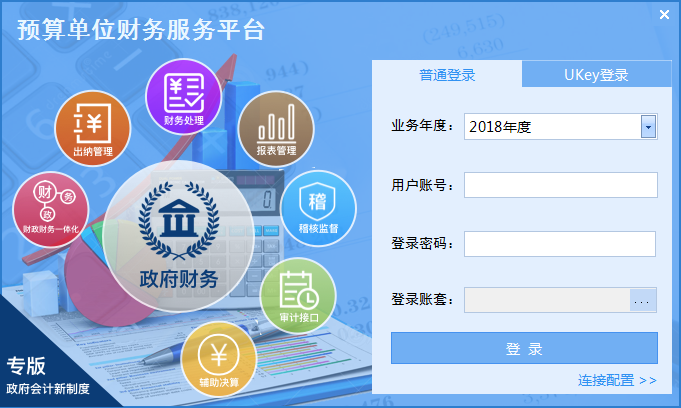 预算单位财务服务平台
普通登录
UKey登录
业务年度：
2018年度
用户账号：
登录密码：
登录账套：
...
登 录
连接配置 >>
财务处理
出纳管理
报表管理
财
务
政
财政财务一体化
稽
稽核监督
政府财务
审计接口
辅助决算
专版
政府会计新制度